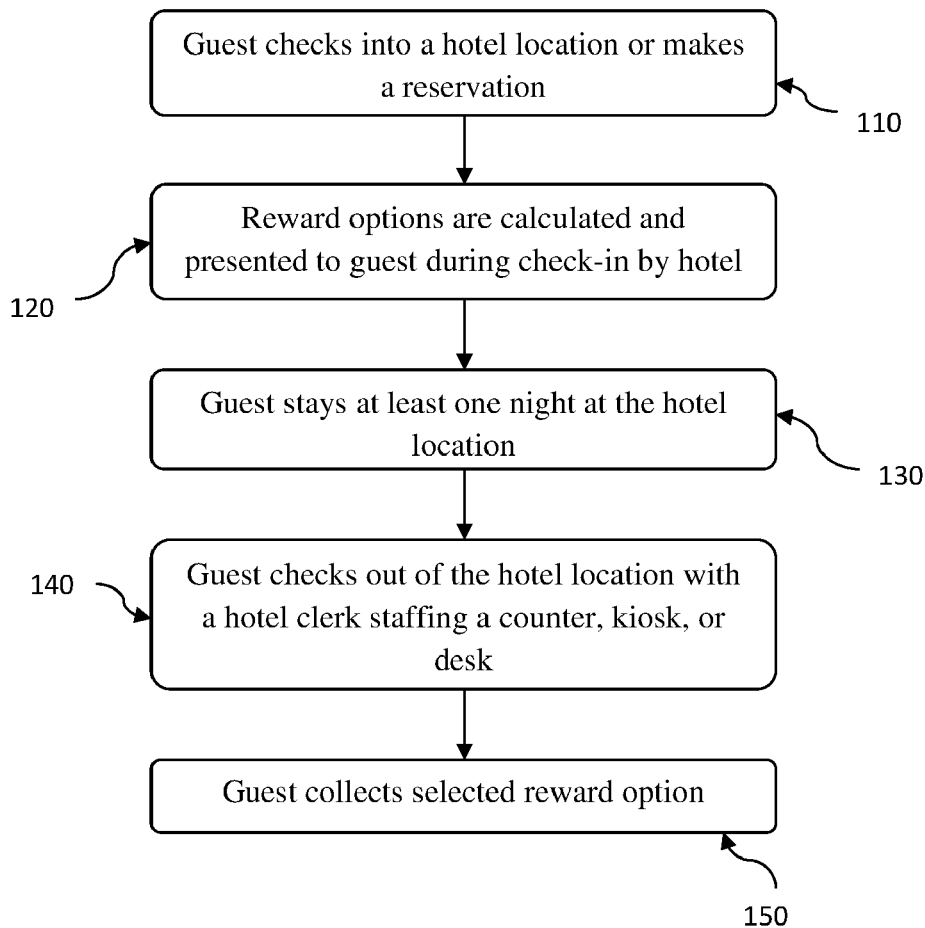 Guest checks into a hotel location or makes
a reservation
110
Reward options are calculated and
presented to guest during check-in by hotel
120
Guest stays at least one night at the hotel
location
130
140
Guest checks out of the hotel location with
a hotel clerk staffing a counter, kiosk, or
desk
Guest collects selected reward option
150